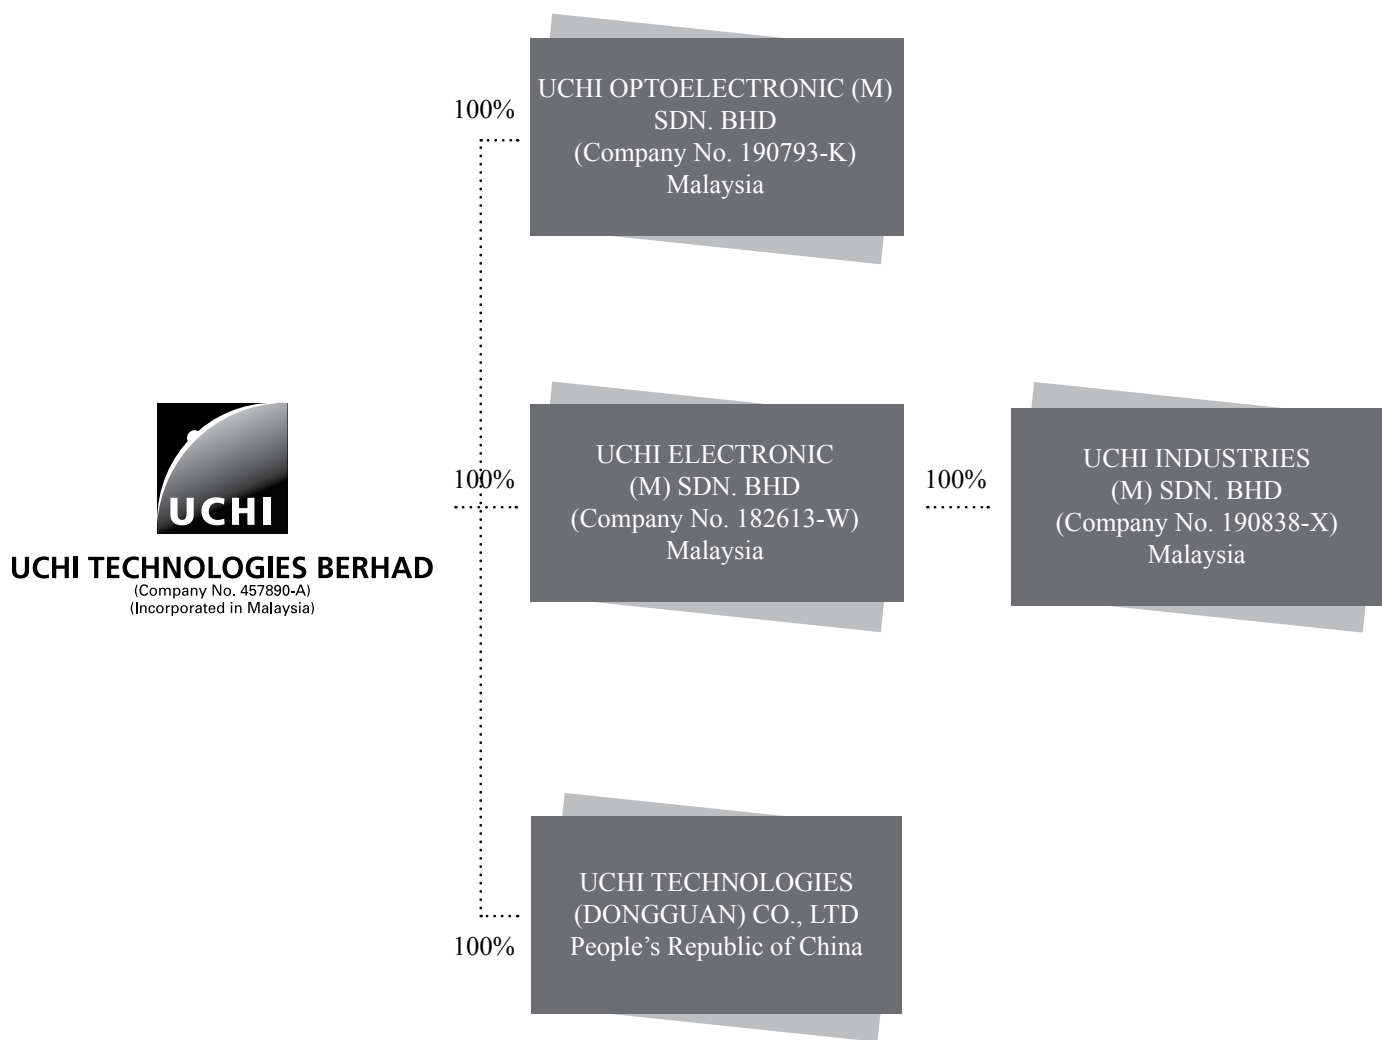 100%
UCHI OPTOELECTRONIC (M)
SDN. BHD
(Company No. 190793-K)
Malaysia
UCHI
UCHI TECHNOLOGIES BERHAD
(Company No. 457890-A)
(Incorporated in Malaysia)
100%
UCHI ELECTRONIC
(M) SDN. BHD
(Company No. 182613-W)
Malaysia
100%
UCHI INDUSTRIES
(M) SDN. BHD
(Company No. 190838-X)
Malaysia
100%
UCHI TECHNOLOGIES
(DONGGUAN) CO., LTD
People’s Republic of China